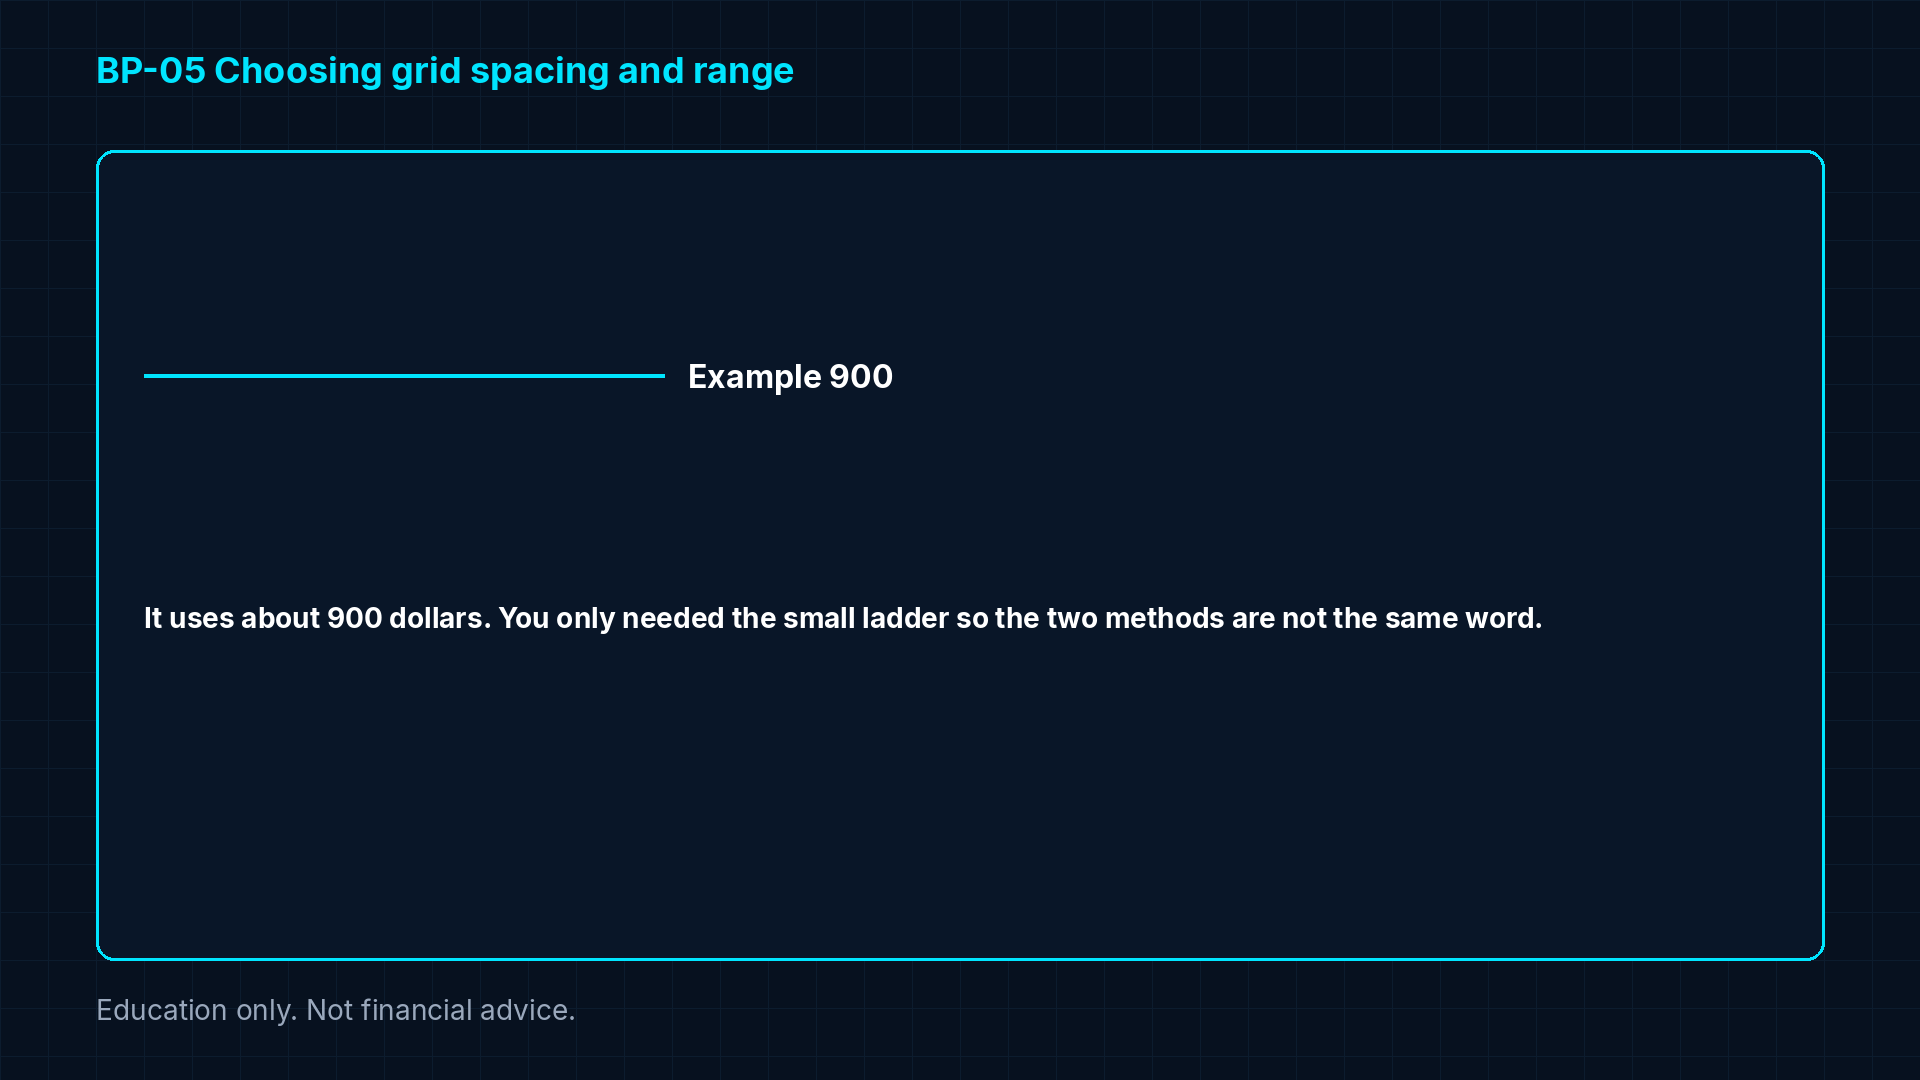 BP-05 Choosing grid spacing and range
Example 900
It uses about 900 dollars. You only needed the small ladder so the two methods are not the same word.
Education only. Not financial advice.